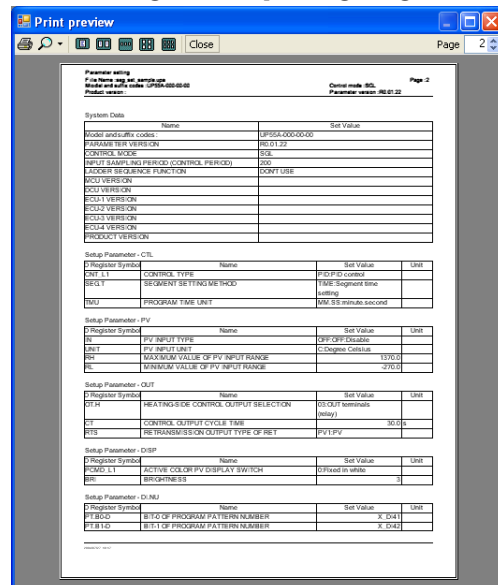 Print preview
Close
Page 2
Parameter setting
File Name :seg_set_sample.upa Page :2
Model and suffix codes :UP55A-000-00-00 Control mode :SGL
Product version : Parameter version :R0.01.22
System Data
Name Set Value
Model and suffix codes : UP55A-000-00-00
PARAMETER VERSION R0.01.22
CONTROL MODE SGL
INPUT SAMPLING PERIOD (CONTROL PERIOD) 200
LADDER SEQUENCE FUNCTION DON'T USE
MCU VERSION
DCU VERSION
ECU-1 VERSION
ECU-2 VERSION
ECU-3 VERSION
ECU-4 VERSION
PRODUCT VERSION
Setup Parameter - CTL
D Register Symbol Name Set Value Unit
CNT_L1 CONTROL TYPE PID:PID control
SEG.T SEGMENT SETTING METHOD TIME:Segment time
setting
TMU PROGRAM TIME UNIT MM.SS:minute.second
Setup Parameter - PV
D Register Symbol Name Set Value Unit
IN PV INPUT TYPE OFF:OFF:Disable
UNIT PV INPUT UNIT C:Degree Celsius
RH MAXIMUM VALUE OF PV INPUT RANGE 1370.0
RL MINIMUM VALUE OF PV INPUT RANGE -270.0
Setup Parameter - OUT
D Register Symbol Name Set Value Unit
OT.H HEATING-SIDE CONTROL OUTPUT SELECTION 03:OUT terminals
(relay)
CT CONTROL OUTPUT CYCLE TIME 30.0 s
RTS RETRANSMISSION OUTPUT TYPE OF RET PV1:PV
Setup Parameter - DISP
D Register Symbol Name Set Value Unit
PCMD_L1 ACTIVE COLOR PV DISPLAY SWITCH 0:Fixed in white
BRI BRIGHTNESS 3
Setup Parameter - DI.NU
D Register Symbol Name Set Value Unit
PT.B0-D BIT-0 OF PROGRAM PATTERN NUMBER X_DI41
PT.B1-D BIT-1 OF PROGRAM PATTERN NUMBER X_DI42